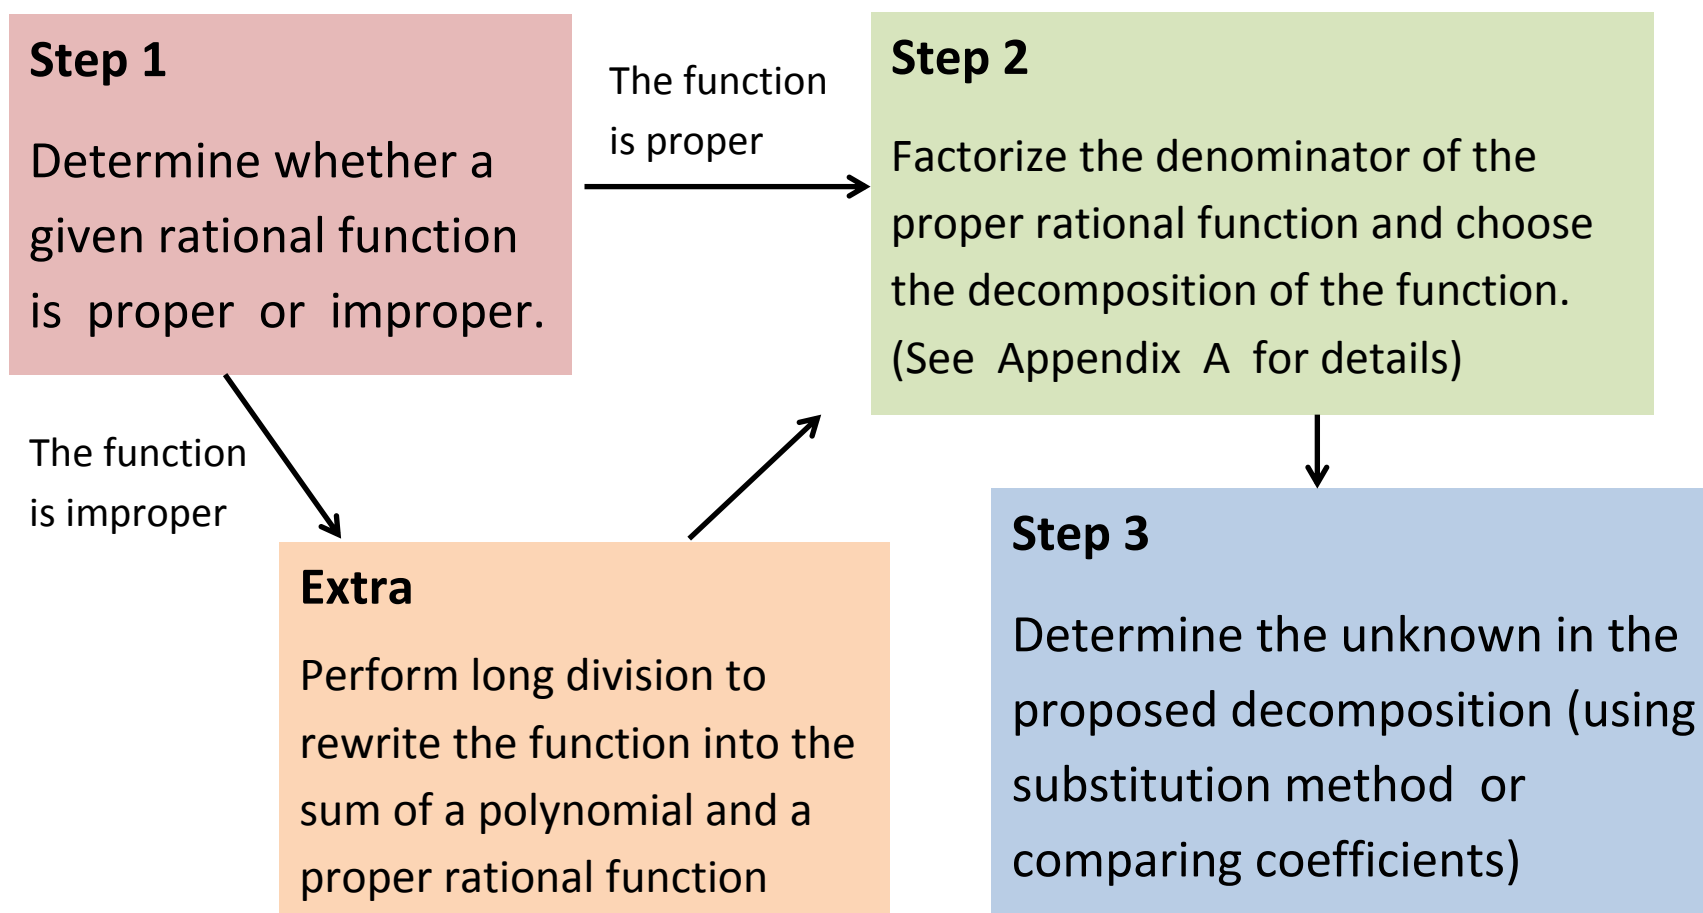 Step 1
Determine whether a
given rational function
is proper or improper.
The function
is proper
Step 2
Factorize the denominator of the
proper rational function and choose
the decomposition of the function.
(See Appendix A for details)
The function
is improper
Extra
Perform long division to
rewrite the function into the
sum of a polynomial and a
proper rational function
Step 3
Determine the unknown in the
proposed decomposition (using
substitution method or
comparing coefficients)